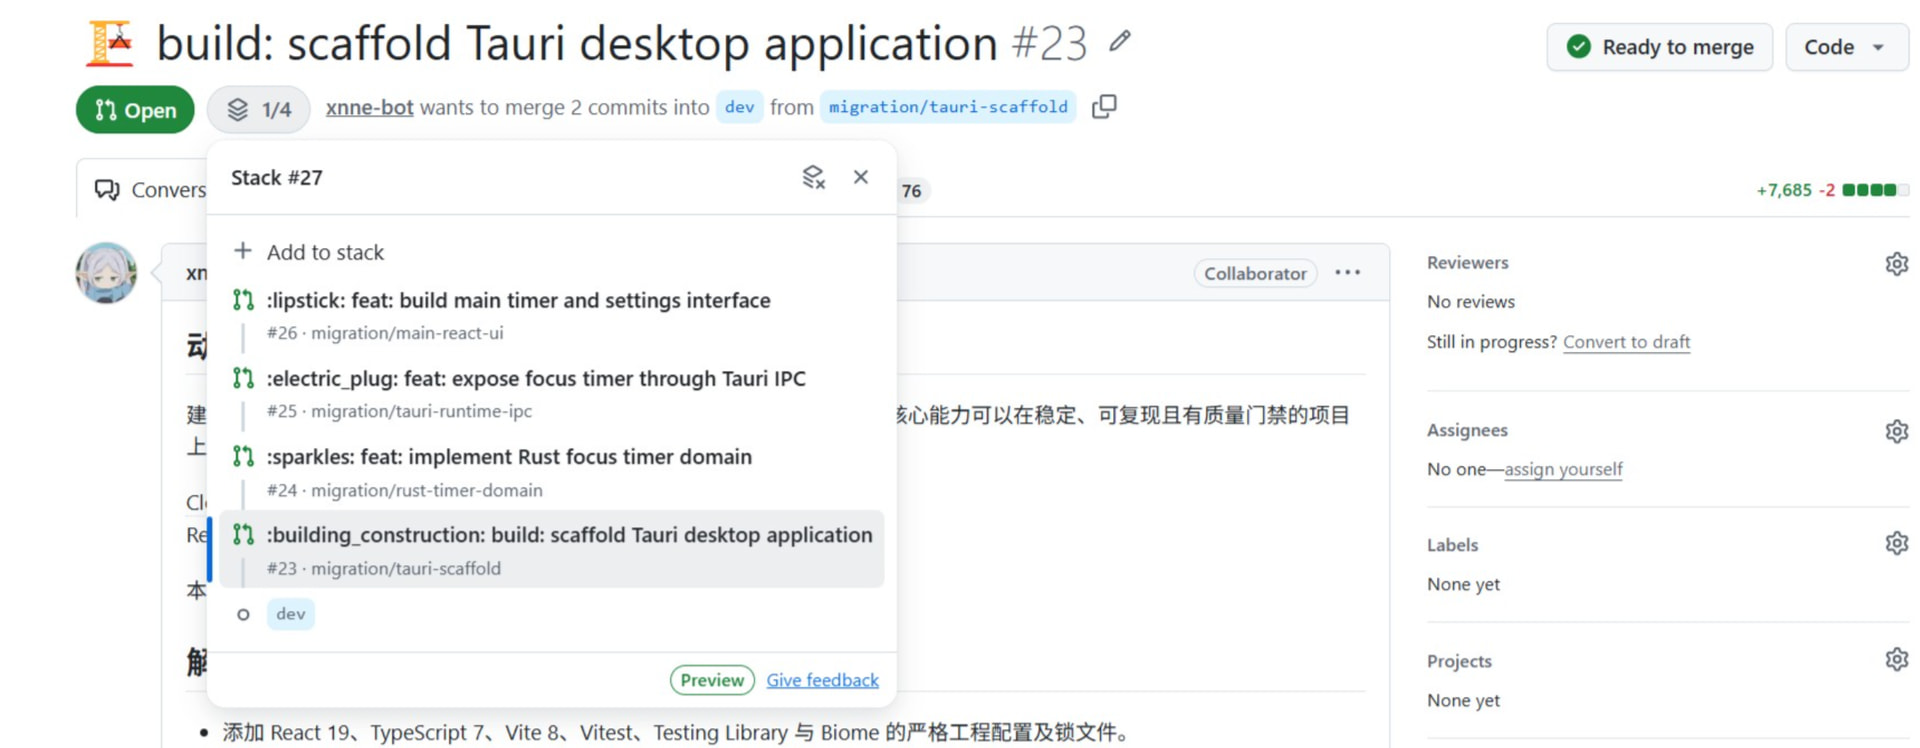 build: scaffold Tauri desktop application #23
Ready to merge
Code
Open
1/4
xnne-bot wants to merge 2 commits into dev from migration/tauri-scaffold
Convers
76
+7,685 -2
Stack #27
Add to stack
:lipstick: feat: build main timer and settings interface
#26 · migration/main-react-ui
:electric_plug: feat: expose focus timer through Tauri IPC
#25 · migration/tauri-runtime-ipc
:sparkles: feat: implement Rust focus timer domain
#24 · migration/rust-timer-domain
:building_construction: build: scaffold Tauri desktop application
#23 · migration/tauri-scaffold
dev
Preview
Give feedback
xn
Collaborator
动
建
核心能力可以在稳定、可复现且有质量门禁的项目
上
Cl
Re
本
解
• 添加 React 19、TypeScript 7、Vite 8、Vitest、Testing Library 与 Biome 的严格工程配置及锁文件。
Reviewers
No reviews
Still in progress? Convert to draft
Assignees
No one—assign yourself
Labels
None yet
Projects
None yet